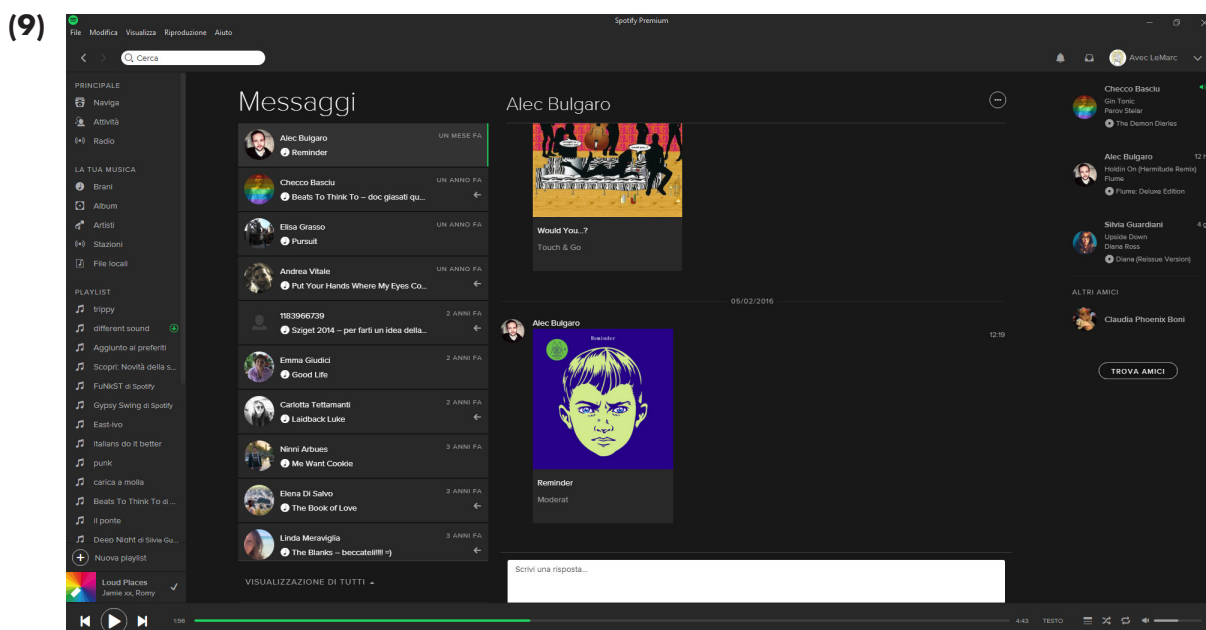 (9)
Spotify Premium
File Modifica Visualizza Riproduzione Aiuto
Cerca
Avec LeMarc
PRINCIPALE
Naviga
Attività
Radio
LA TUA MUSICA
Brani
Album
Artisti
Stazioni
File locali
PLAYLIST
trippy
different sound
Aggiunto ai preferiti
Scopri: Novità della s...
FuNkST di Spotify
Gypsy Swing di Spotify
East-ivo
Italians do it better
punk
carica a molla
Beats To Think To di ...
il ponte
Deep Night di Silvia Gu...
Nuova playlist
Loud Places
Jamie xx, Romy
Messaggi
Alec Bulgaro UN MESE FA
Reminder
Checco Basciu UN ANNO FA
Beats To Think To – doc giasati qu...
Elisa Grasso UN ANNO FA
Pursuit
Andrea Vitale UN ANNO FA
Put Your Hands Where My Eyes Co...
1183966739 2 ANNI FA
Sziget 2014 – per farti un idea della...
Emma Giudici 2 ANNI FA
Good Life
Carlotta Tettamanti 2 ANNI FA
Laidback Luke
Ninni Arbues 3 ANNI FA
Me Want Cookie
Elena Di Salvo 3 ANNI FA
The Book of Love
Linda Meraviglia 3 ANNI FA
The Blanks – beccateli!!!! =)
VISUALIZZAZIONE DI TUTTI
Alec Bulgaro
Would You...?
Touch & Go
05/02/2016
Alec Bulgaro
12:19
Reminder
Reminder
Moderat
Scrivi una risposta...
Checco Basciu
Gin Tonic
Parov Stelar
The Demon Diaries
Alec Bulgaro 12 h
Holdin On (Hermitude Remix)
Flume
Flume: Deluxe Edition
Silvia Guardiani 4 g
Upside Down
Diana Ross
Diana (Reissue Version)
ALTRI AMICI
Claudia Phoenix Boni
TROVA AMICI
1:56
4:43 TESTO